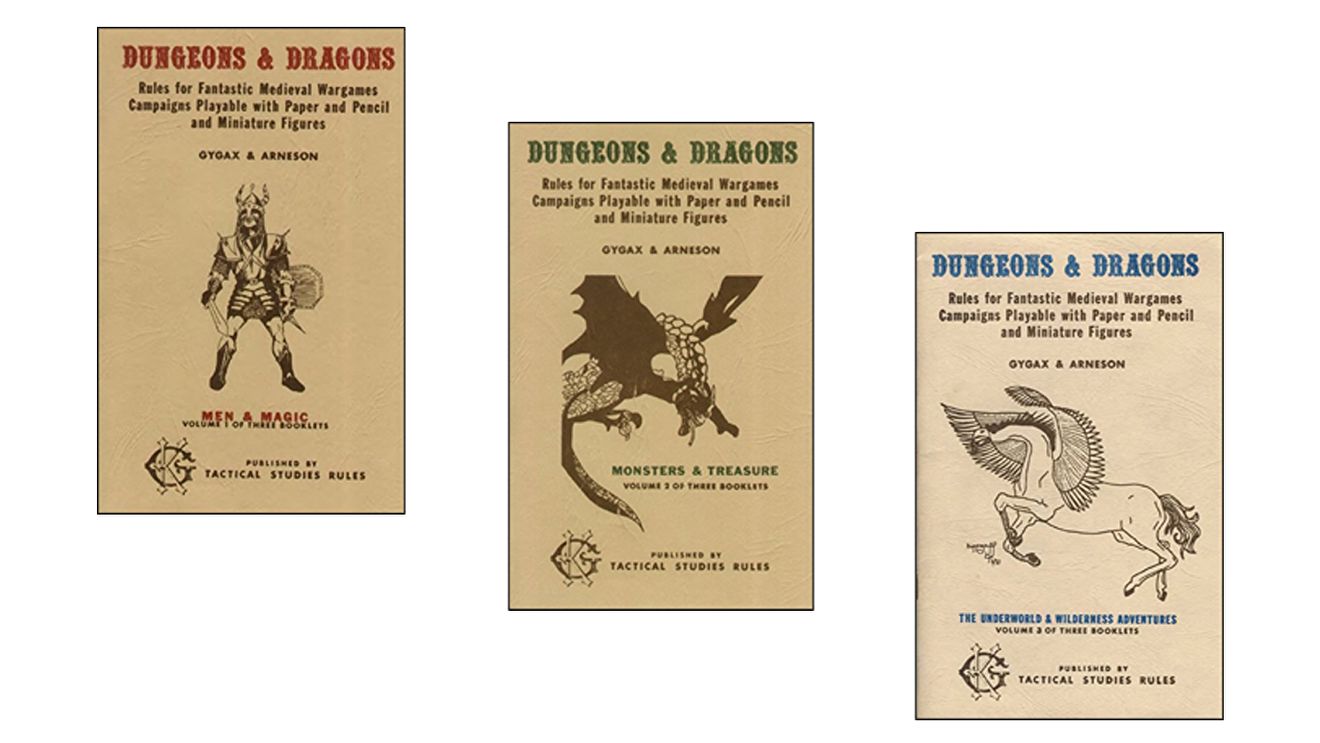 DUNGEONS & DRAGONS
Rules for Fantastic Medieval Wargames
Campaigns Playable with Paper and Pencil
and Miniature Figures
GYGAX & ARNESON
MEN & MAGIC
VOLUME 1 OF THREE BOOKLETS
PUBLISHED BY
TACTICAL STUDIES RULES
DUNGEONS & DRAGONS
Rules for Fantastic Medieval Wargames
Campaigns Playable with Paper and Pencil
and Miniature Figures
GYGAX & ARNESON
MONSTERS & TREASURE
VOLUME 2 OF THREE BOOKLETS
PUBLISHED BY
TACTICAL STUDIES RULES
DUNGEONS & DRAGONS
Rules for Fantastic Medieval Wargames
Campaigns Playable with Paper and Pencil
and Miniature Figures
GYGAX & ARNESON
THE UNDERWORLD & WILDERNESS ADVENTURES
VOLUME 3 OF THREE BOOKLETS
PUBLISHED BY
TACTICAL STUDIES RULES